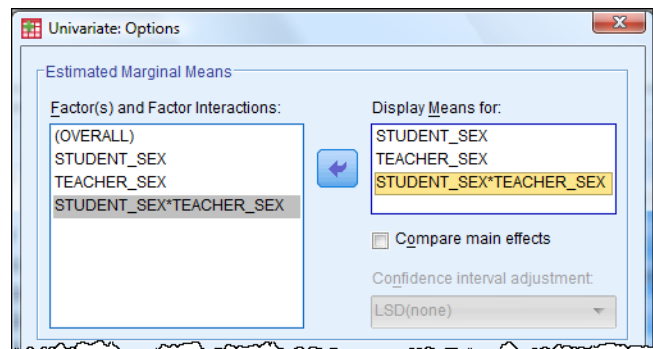 Univariate: Options
Estimated Marginal Means
Factor(s) and Factor Interactions:
(OVERALL)
STUDENT_SEX
TEACHER_SEX
STUDENT_SEX*TEACHER_SEX
Display Means for:
STUDENT_SEX
TEACHER_SEX
STUDENT_SEX*TEACHER_SEX
Compare main effects
Confidence interval adjustment:
LSD(none)